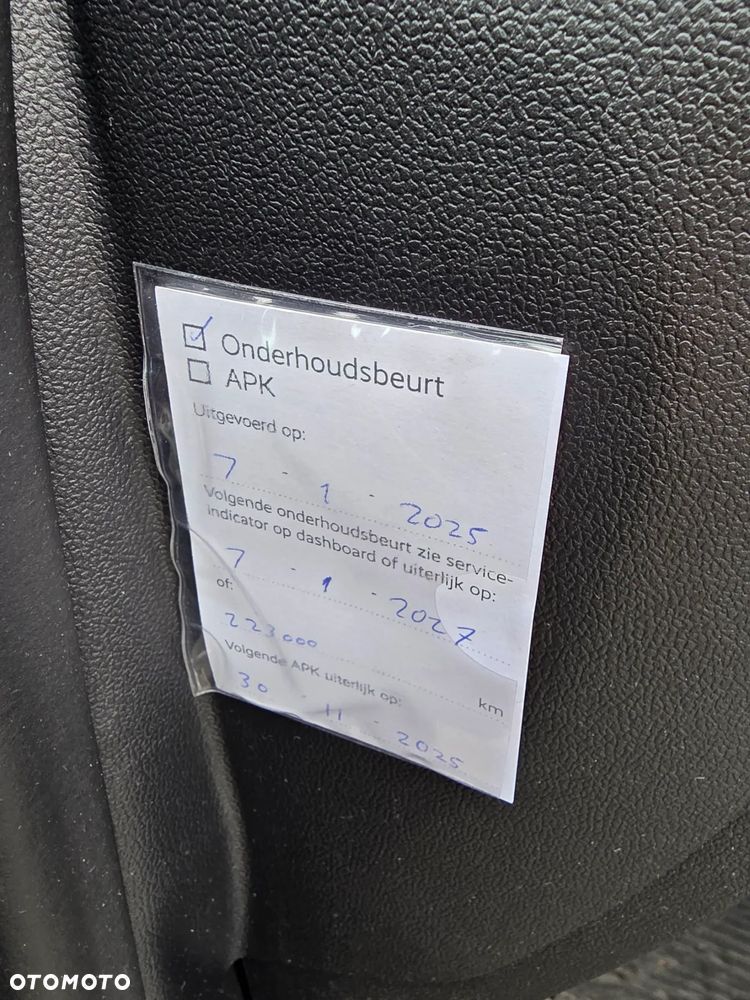 Onderhoudsbeurt
APK
Uitgevoerd op:
7 - 1 - 2025
Volgende onderhoudsbeurt zie service-
indicator op dashboard of uiterlijk op:
7 - 1 - 2027
of:
223000 km
Volgende APK uiterlijk op:
30 - 11 - 2025
OTOMOTO